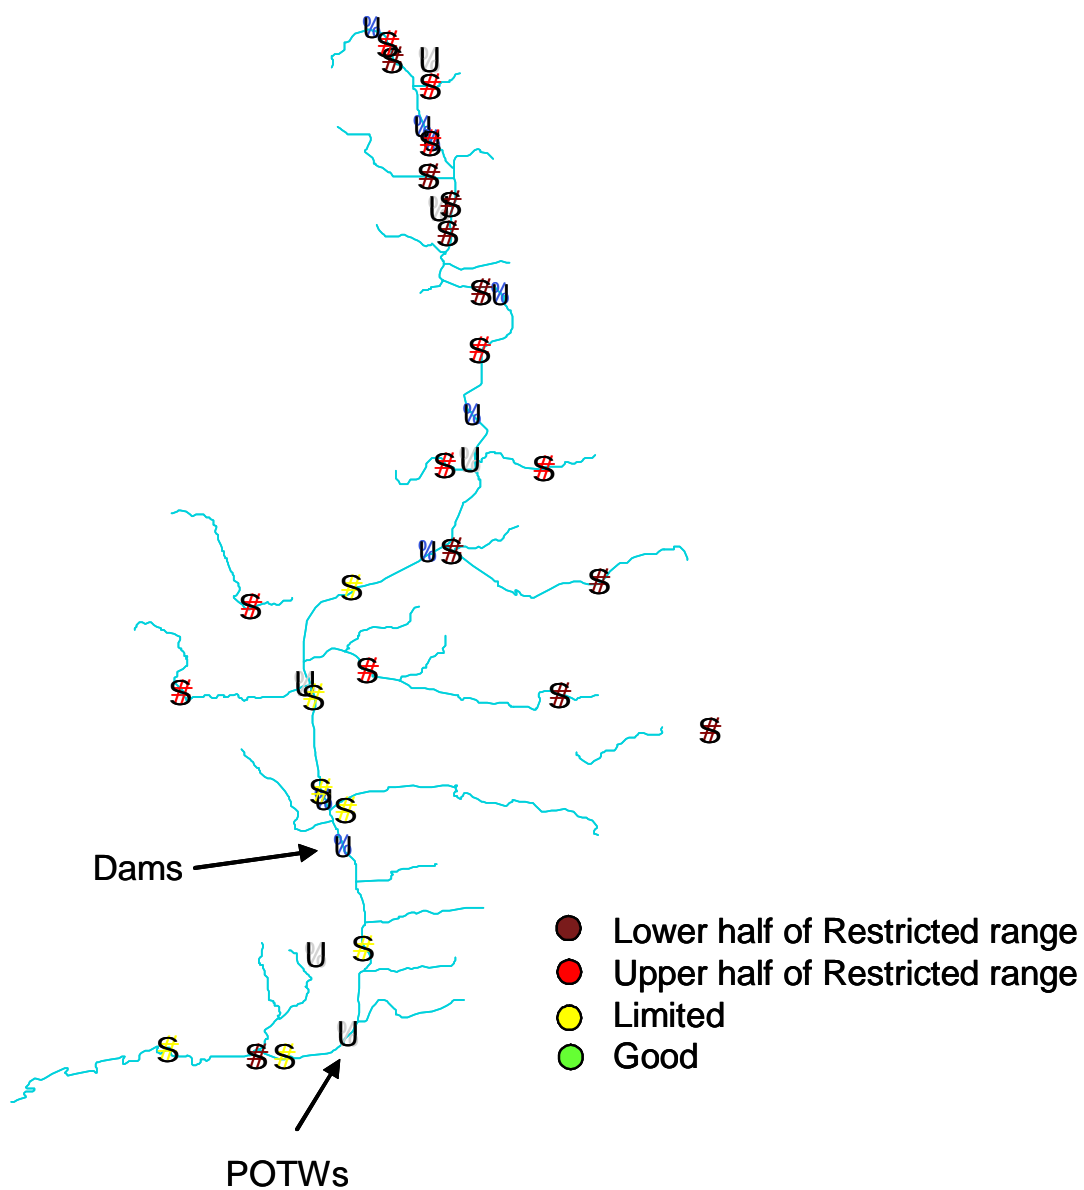 Dams
Lower half of Restricted range
Upper half of Restricted range
Limited
Good
POTWs